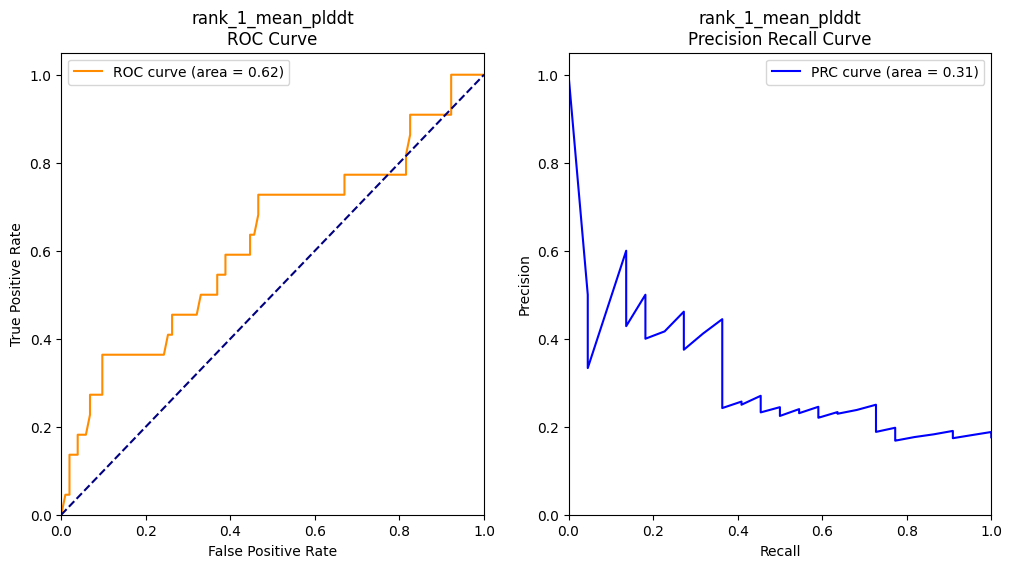 rank_1_mean_plddt
ROC Curve
ROC curve (area = 0.62)
1.0
0.8
0.6
0.4
0.2
0.0
True Positive Rate
0.0 0.2 0.4 0.6 0.8 1.0
False Positive Rate
rank_1_mean_plddt
Precision Recall Curve
PRC curve (area = 0.31)
1.0
0.8
0.6
0.4
0.2
0.0
Precision
0.0 0.2 0.4 0.6 0.8 1.0
Recall